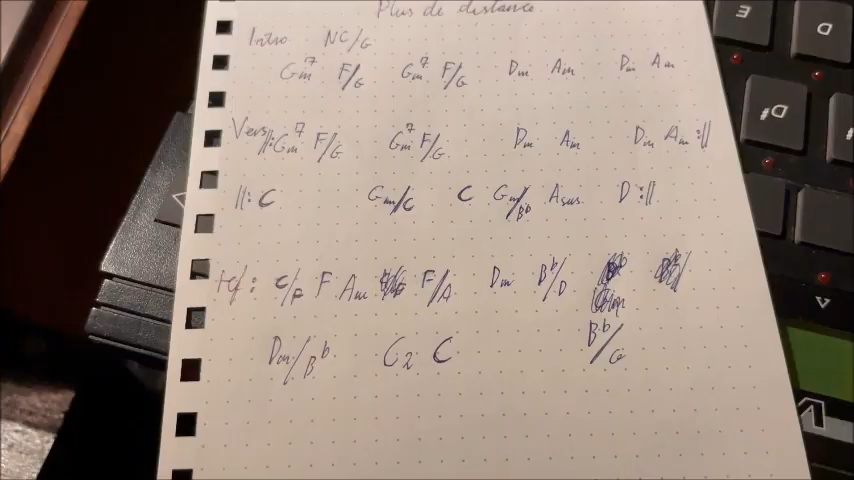 Plus de distance
Intro NC/G
Gm7 F/G Gm7 F/G Dm Am Dm Am
Vers ||: Gm7 F/G Gm7 F/G Dm Am Dm Am :||
||: C Gm/C C Gm/Bb Asus D :||
ref: C/F F Am F/A Dm Bb/D
Dm/Bb C2 C Bb/G
E
D
D#